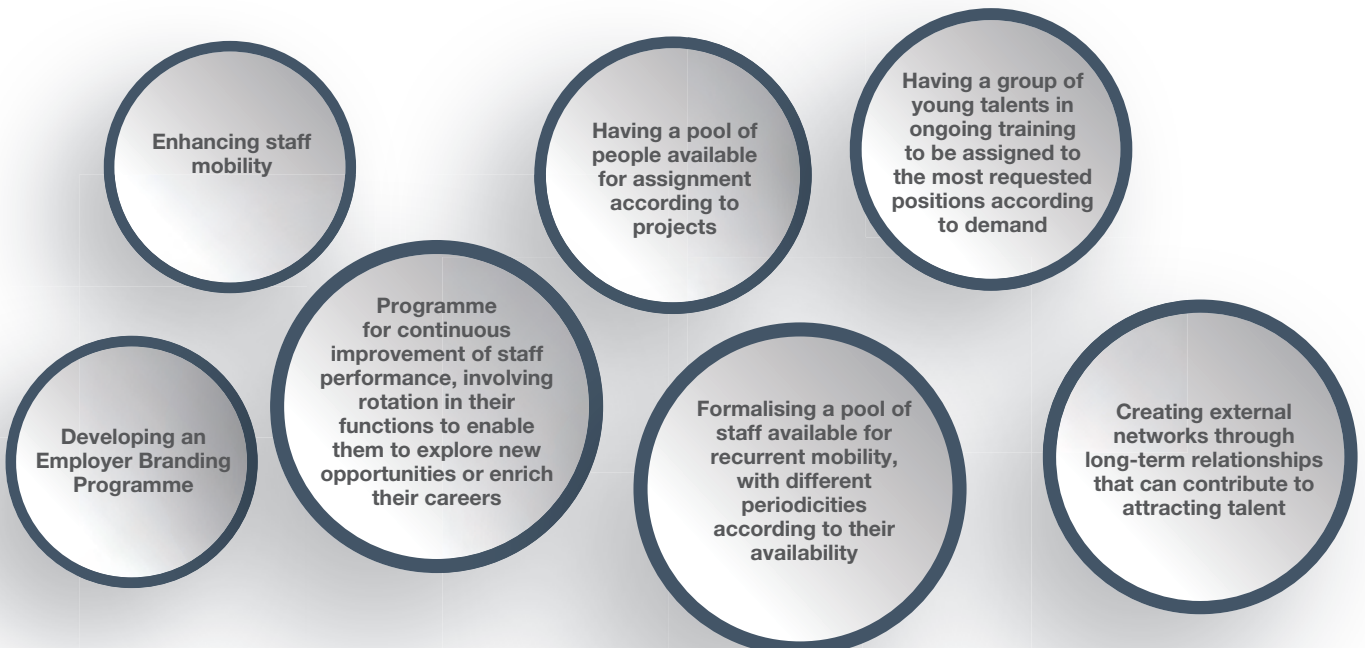 Enhancing staff
mobility
Having a pool of
people available
for assignment
according to
projects
Having a group of
young talents in
ongoing training
to be assigned to
the most requested
positions according
to demand
Developing an
Employer Branding
Programme
Programme
for continuous
improvement of staff
performance, involving
rotation in their
functions to enable
them to explore new
opportunities or enrich
their careers
Formalising a pool of
staff available for
recurrent mobility,
with different
periodicities
according to their
availability
Creating external
networks through
long-term relationships
that can contribute to
attracting talent